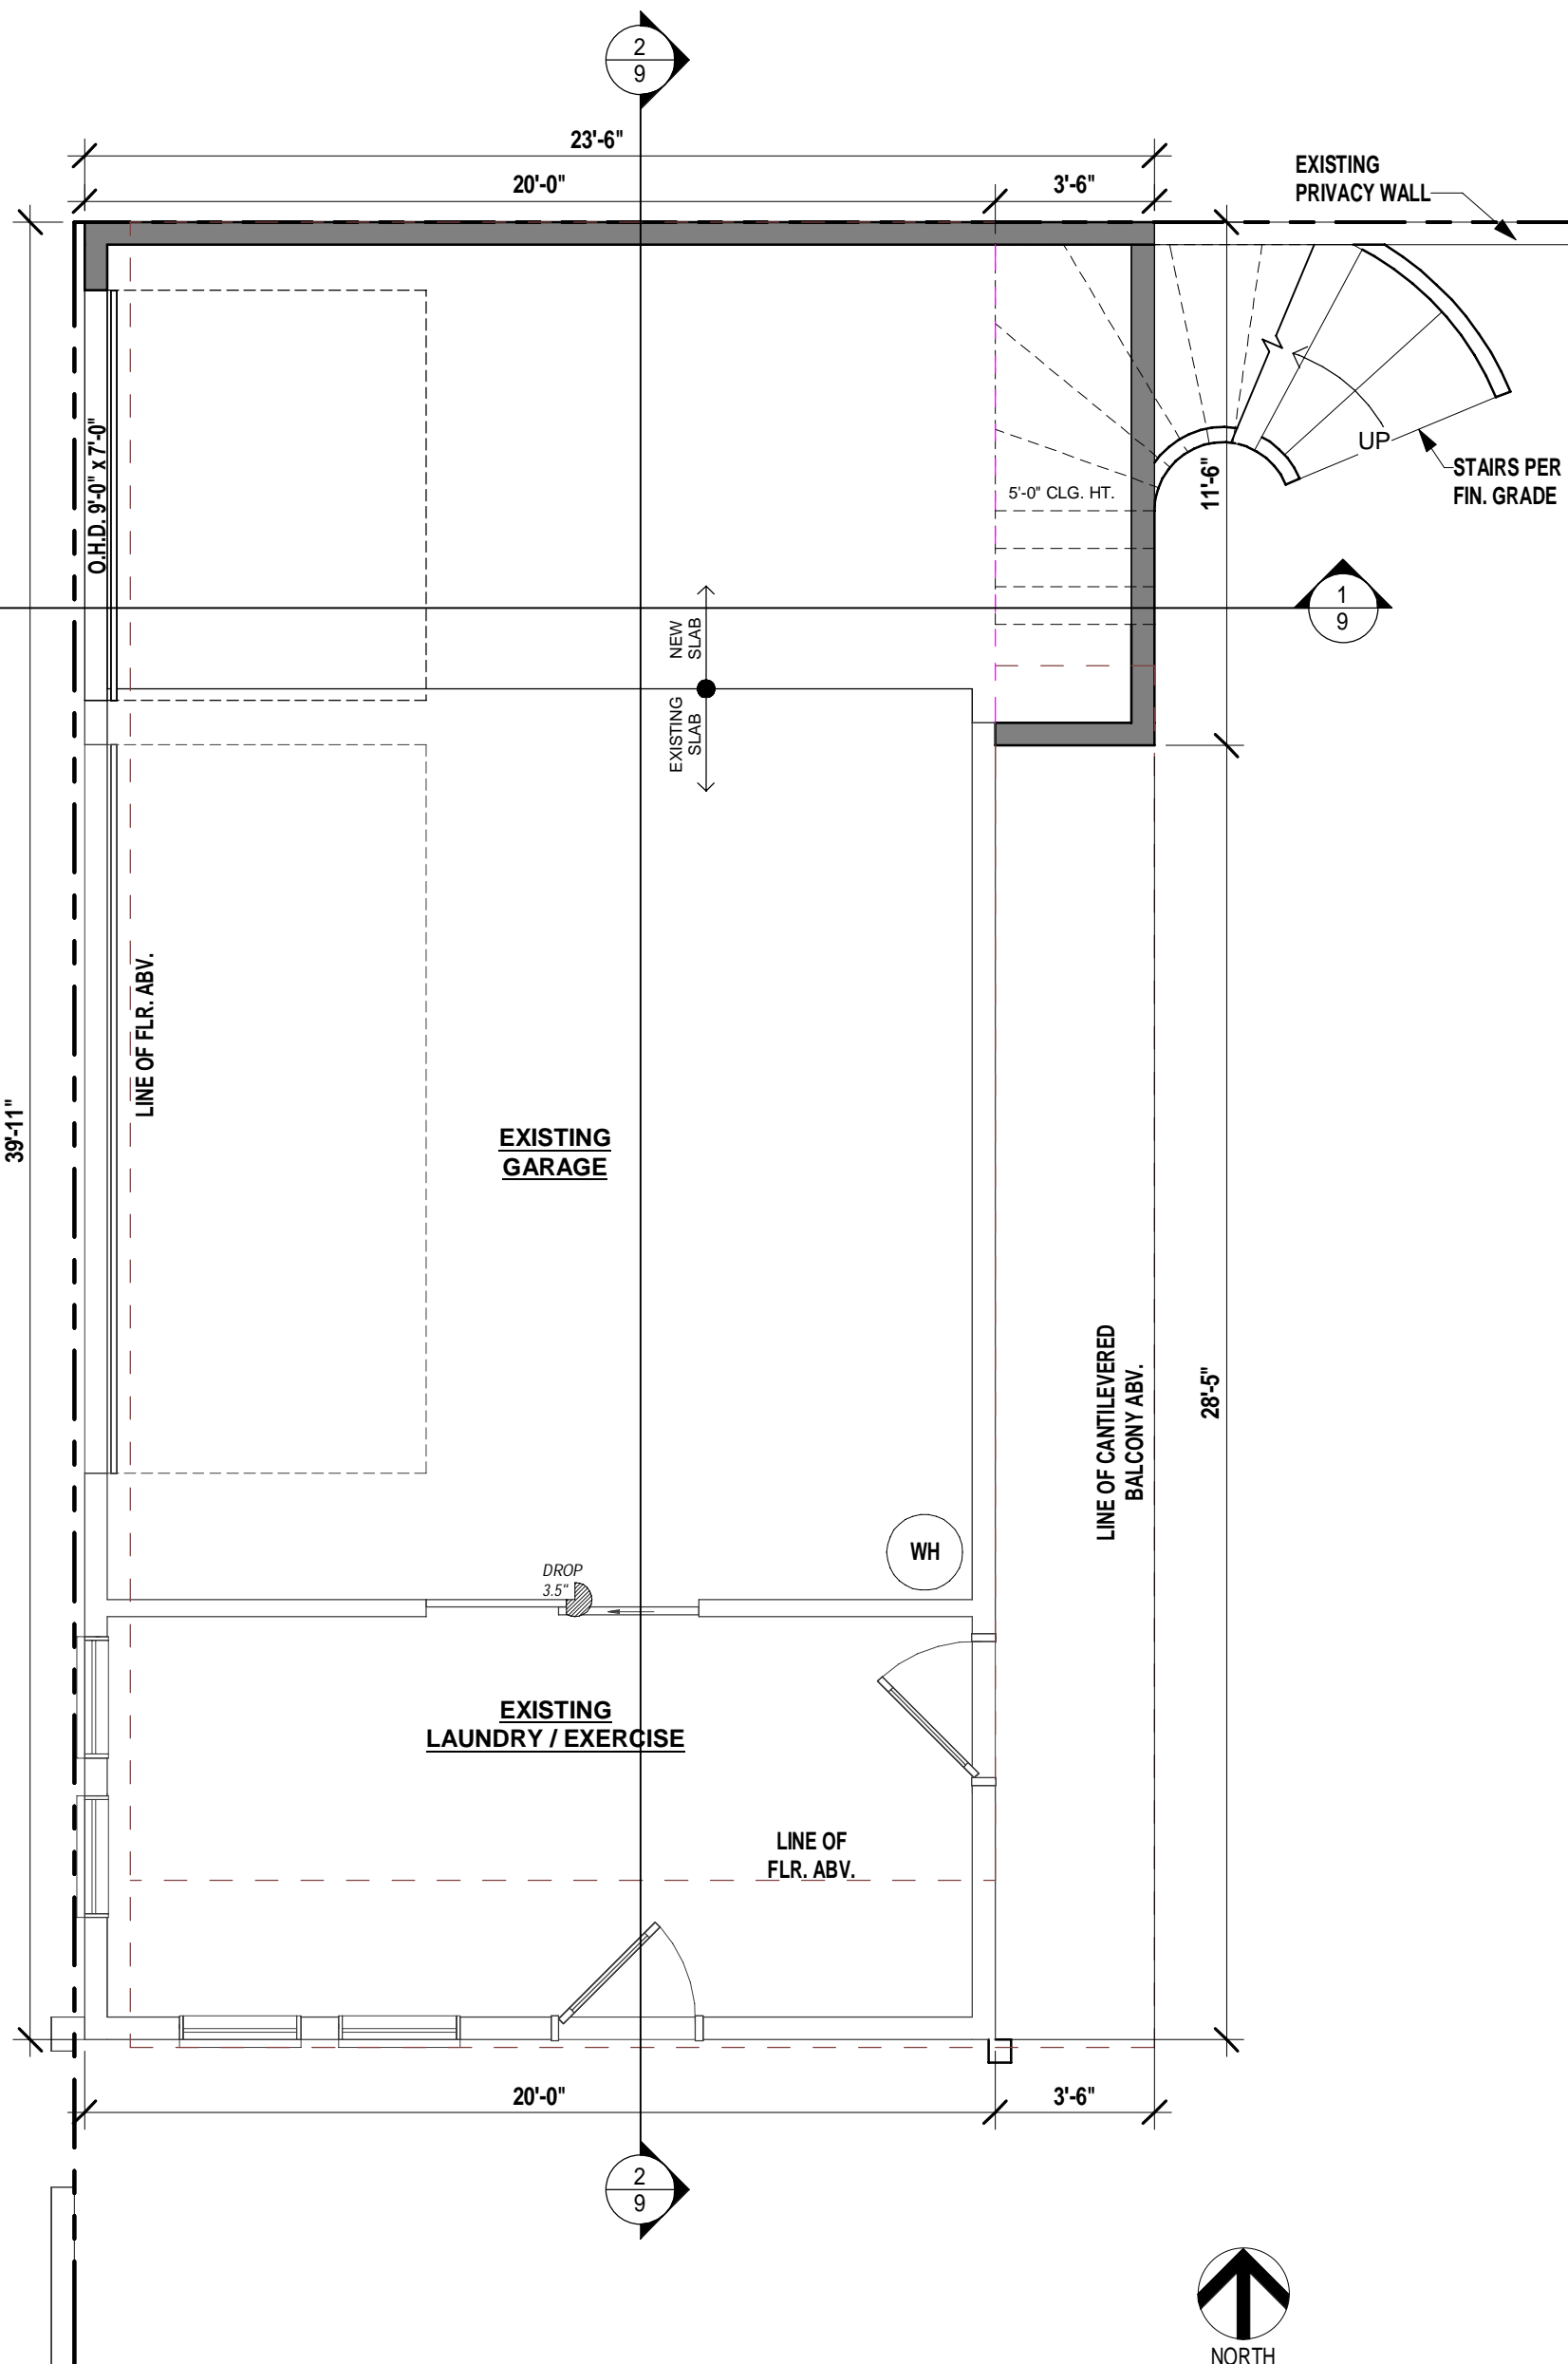 2
9
23'-6"
20'-0"
3'-6"
EXISTING
PRIVACY WALL
O.H.D. 9'-0" x 7'-0"
UP
11'-6"
STAIRS PER
FIN. GRADE
5'-0" CLG. HT.
1
9
NEW
SLAB
EXISTING
SLAB
LINE OF FLR. ABV.
39'-11"
EXISTING
GARAGE
LINE OF CANTILEVERED
BALCONY ABV.
28'-5"
WH
DROP
3.5"
EXISTING
LAUNDRY / EXERCISE
LINE OF
FLR. ABV.
20'-0"
3'-6"
2
9
NORTH